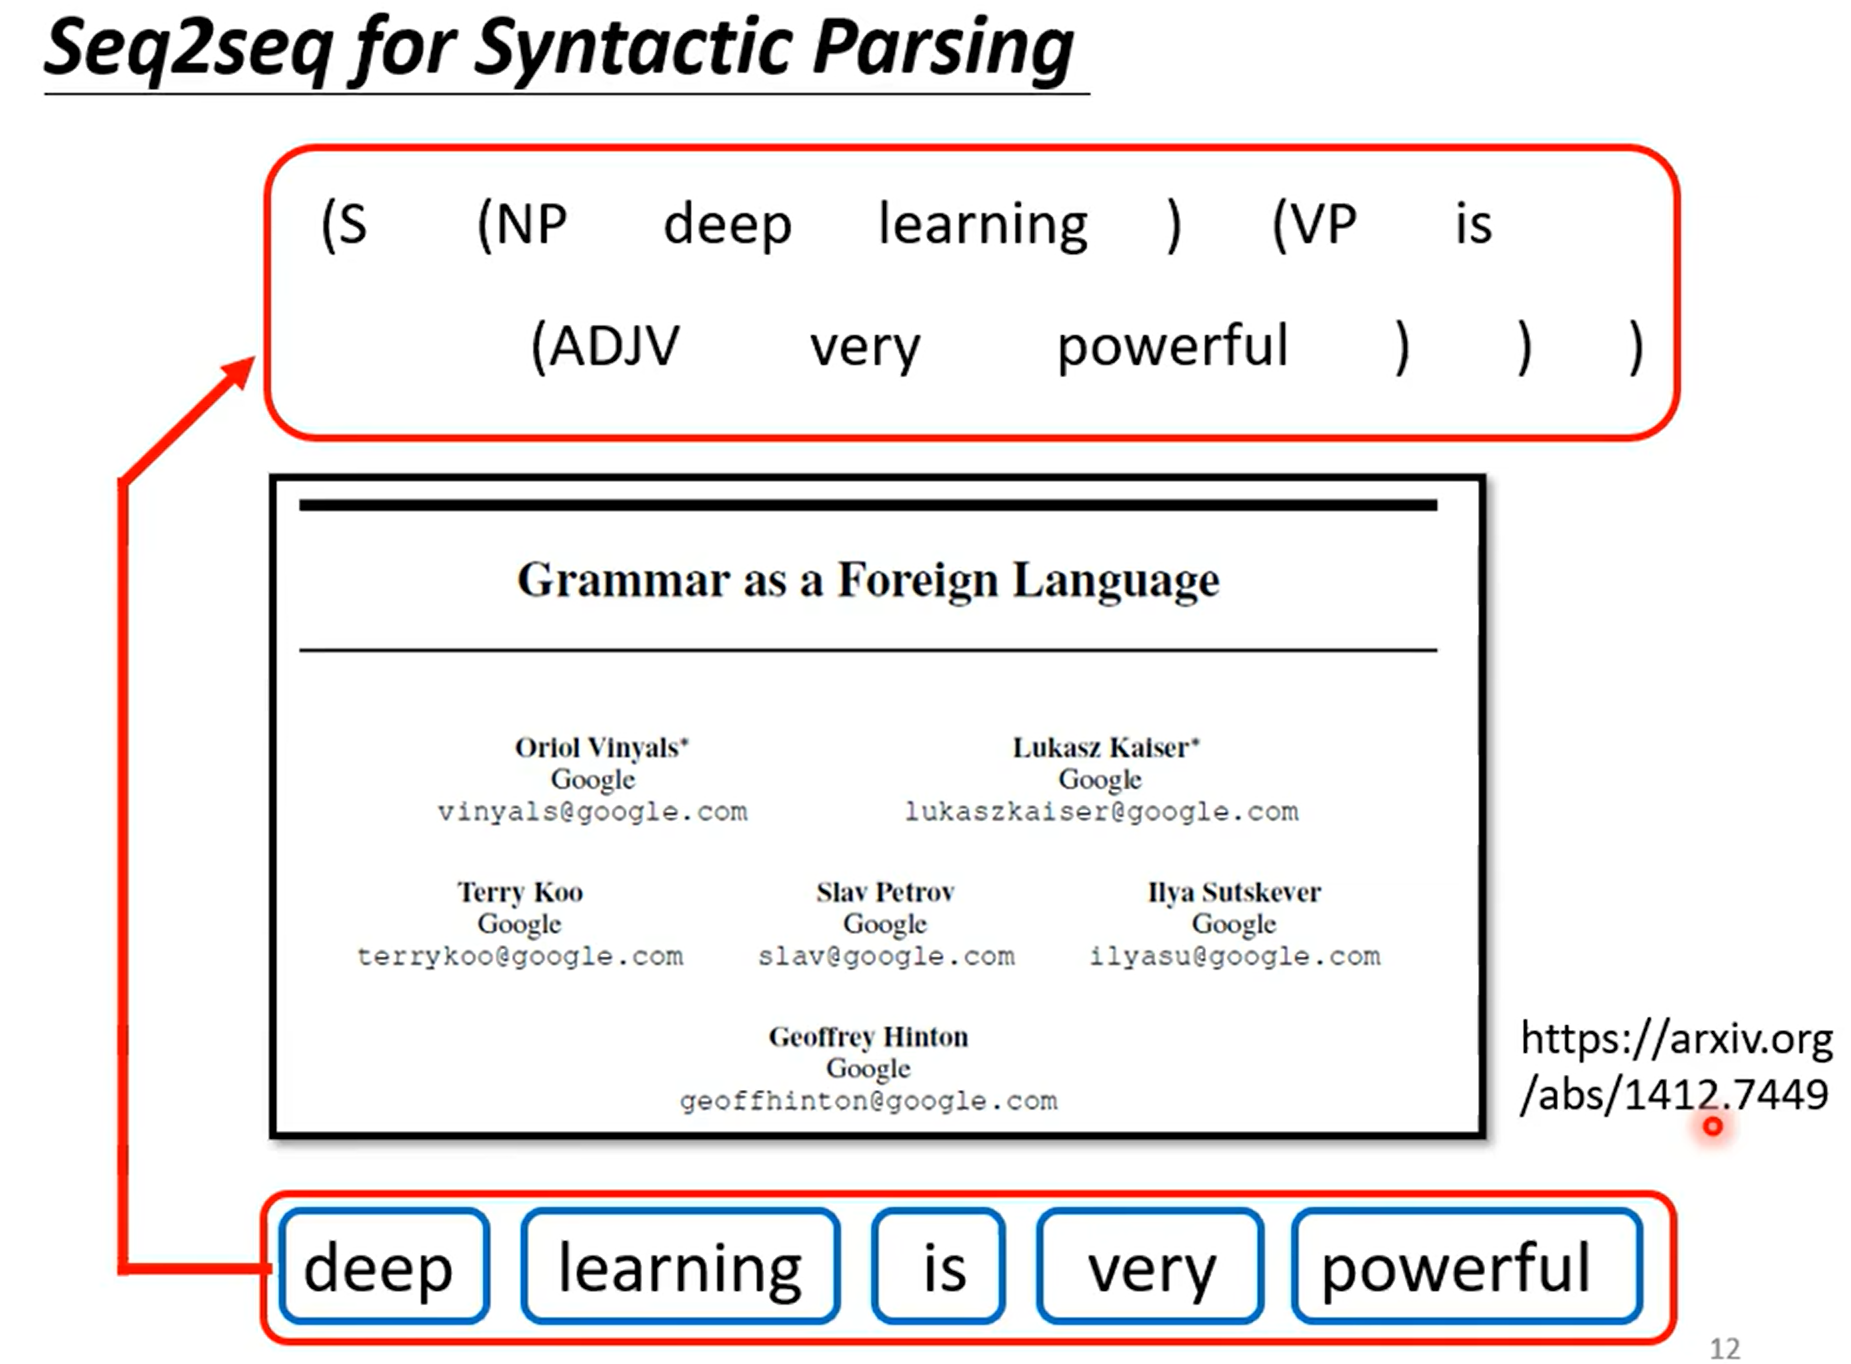 Seq2seq for Syntactic Parsing
(S (NP deep learning ) (VP is
(ADJV very powerful ) ) )
Grammar as a Foreign Language
Oriol Vinyals* Lukasz Kaiser*
Google Google
vinyals@google.com lukaszkaiser@google.com
Terry Koo Slav Petrov Ilya Sutskever
Google Google Google
terrykoo@google.com slav@google.com ilyasu@google.com
Geoffrey Hinton
Google
geoffhinton@google.com
https://arxiv.org
/abs/1412.7449
deep learning is very powerful
12